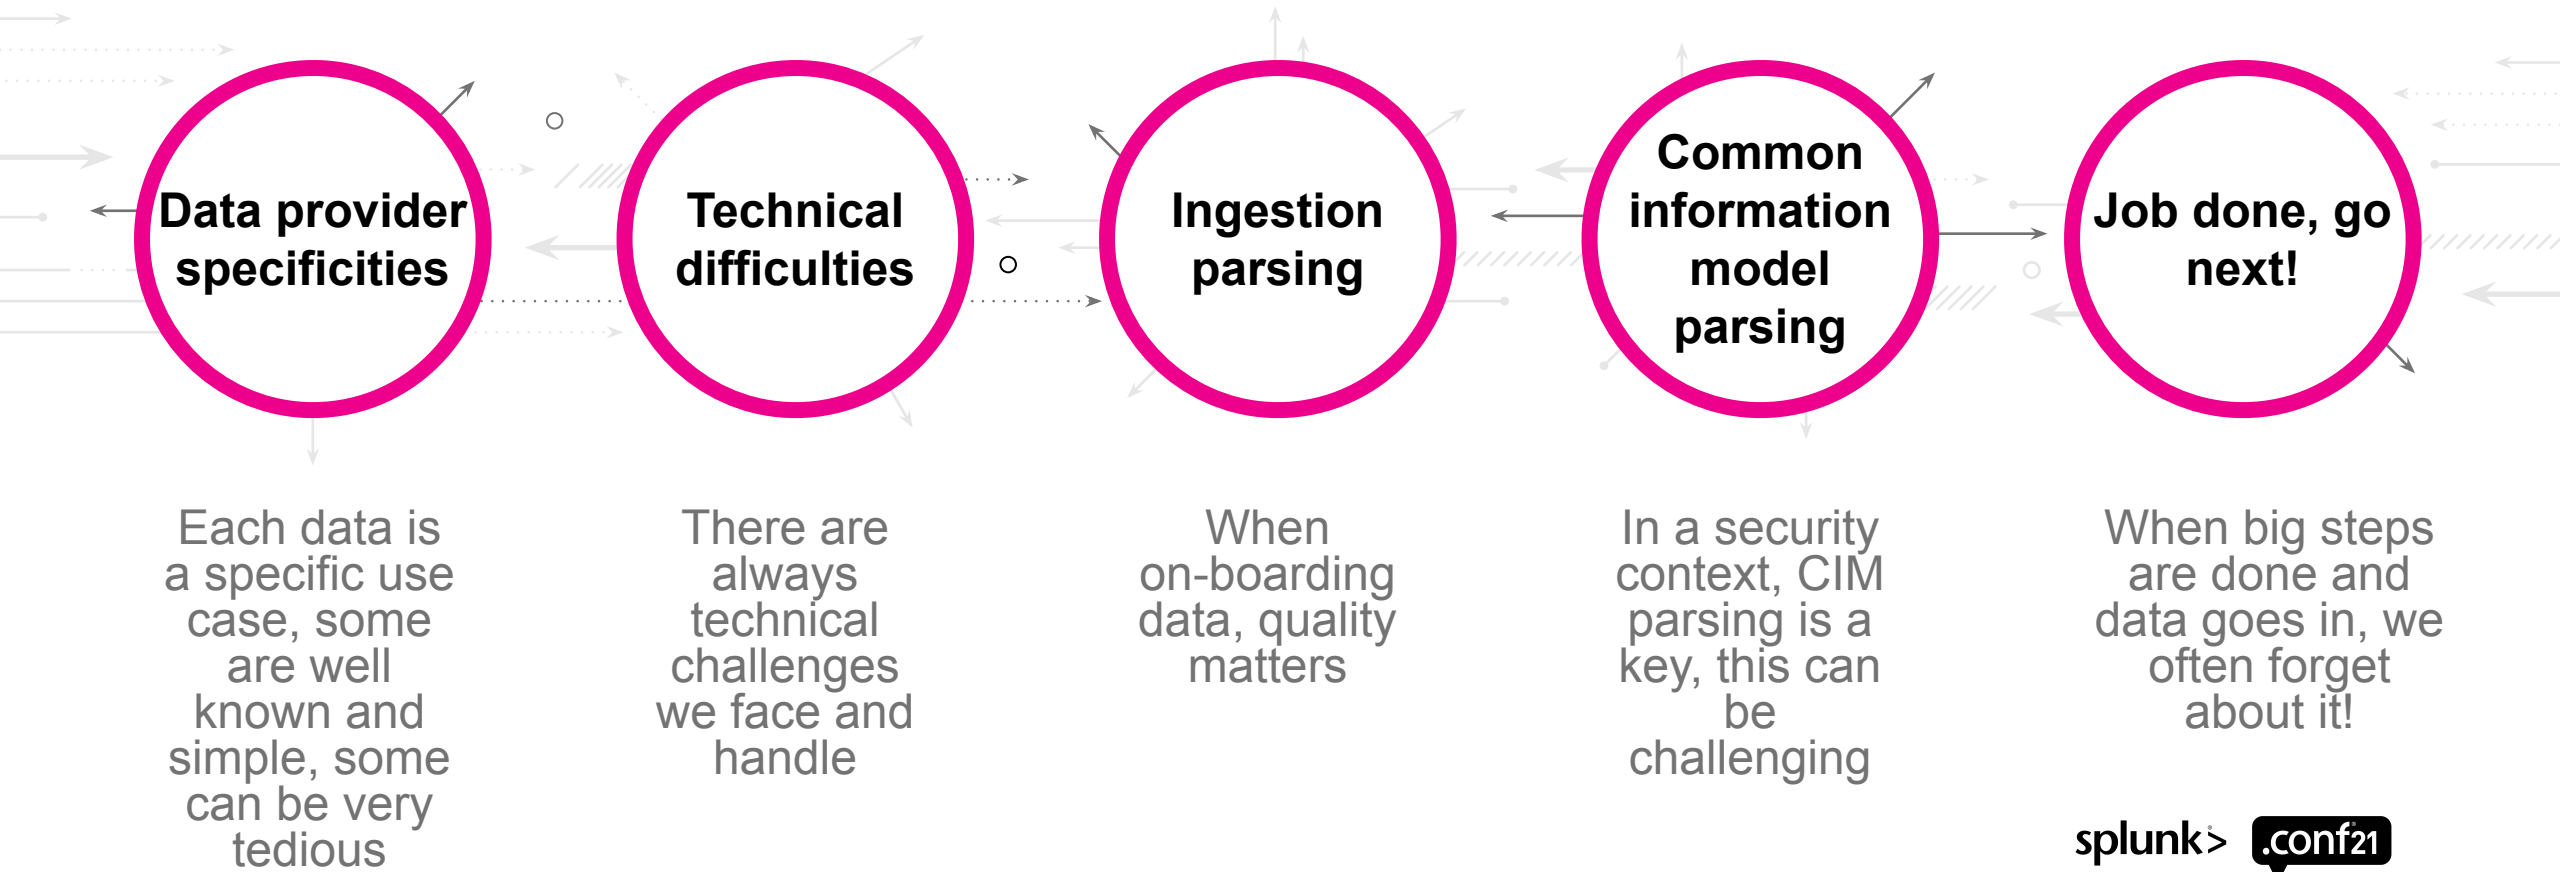 Data provider
specificities
Technical
difficulties
Ingestion
parsing
Common
information
model
parsing
Job done, go
next!
Each data is
a specific use
case, some
are well
known and
simple, some
can be very
tedious
There are
always
technical
challenges
we face and
handle
When
on-boarding
data, quality
matters
In a security
context, CIM
parsing is a
key, this can
be
challenging
When big steps
are done and
data goes in, we
often forget
about it!
splunk>
.conf21